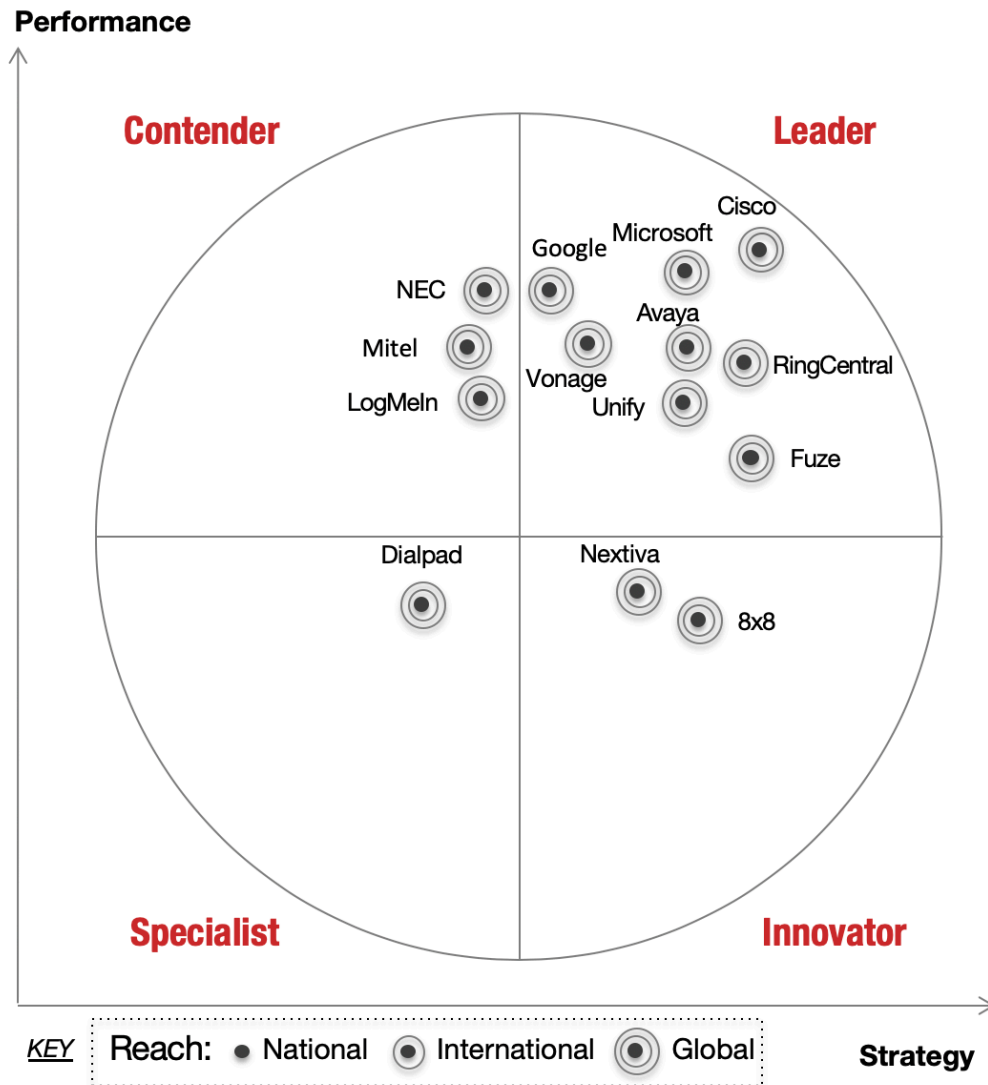 Performance
Contender
Leader
Cisco
Microsoft
Google
NEC
Avaya
Mitel
RingCentral
Vonage
LogMeIn
Unify
Fuze
Dialpad
Nextiva
8x8
Specialist
Innovator
KEY
Reach: National International Global
Strategy